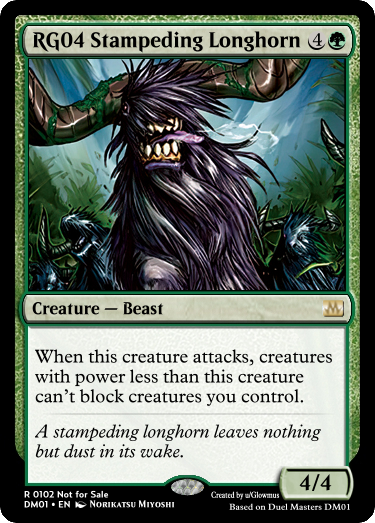 RG04 Stampeding Longhorn 4
Creature — Beast
When this creature attacks, creatures
with power less than this creature
can't block creatures you control.
A stampeding longhorn leaves nothing
but dust in its wake.
4/4
R 0102 Not for Sale
DM01 • EN Norikatsu Miyoshi
Created by u/Glowmus
Based on Duel Masters DM01